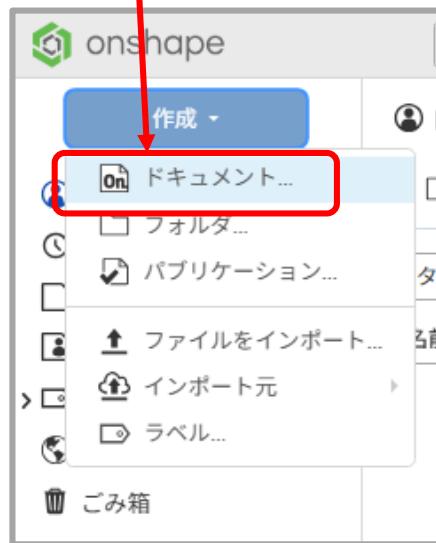 onshape
作成
On
ドキュメント...
フォルダ...
パブリケーション...
ファイルをインポート...
インポート元
ラベル...
ごみ箱